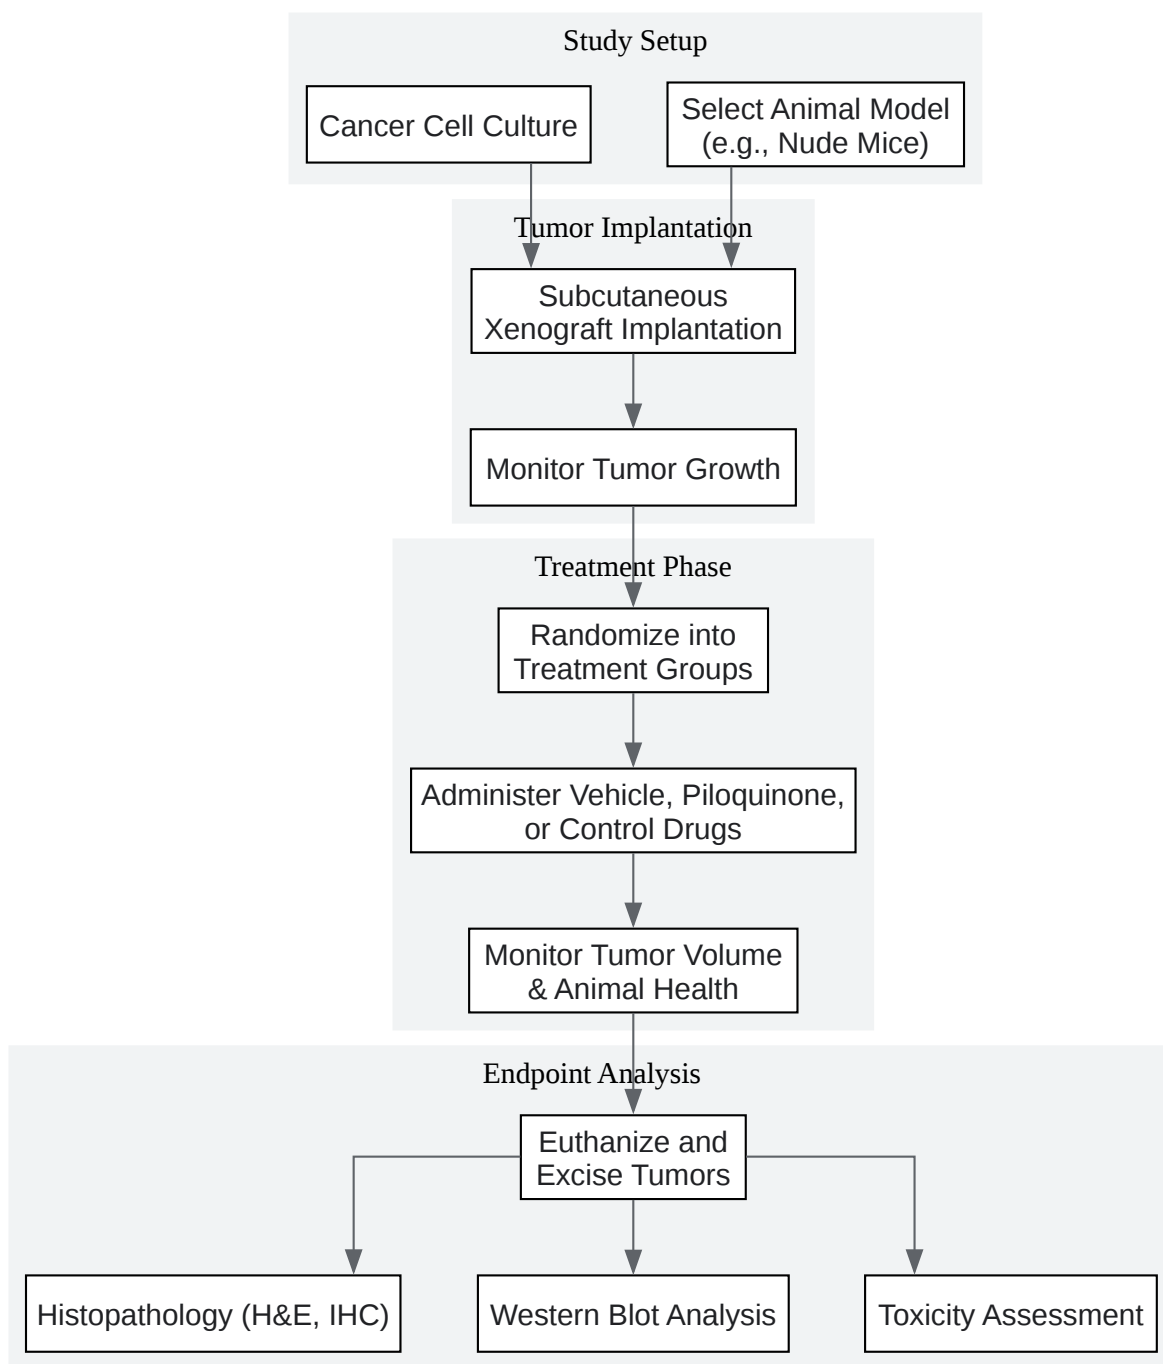 Study Setup
Cancer Cell Culture
Select Animal Model
(e.g., Nude Mice)
Tumor Implantation
Subcutaneous
Xenograft Implantation
Monitor Tumor Growth
Treatment Phase
Randomize into
Treatment Groups
Administer Vehicle, Piloquinone,
or Control Drugs
Monitor Tumor Volume
& Animal Health
Endpoint Analysis
Euthanize and
Excise Tumors
Histopathology (H&E, IHC)
Western Blot Analysis
Toxicity Assessment